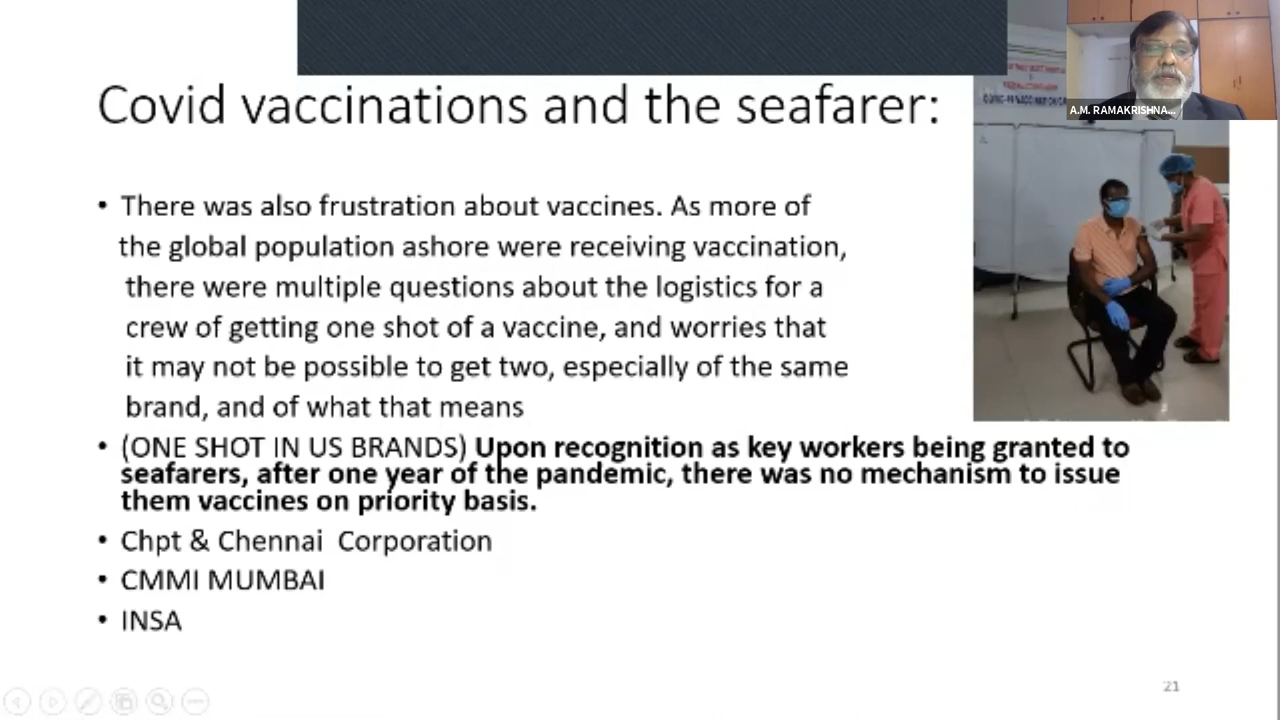 Covid vaccinations and the seafarer:
A.M. RAMAKRISHNA...
• There was also frustration about vaccines. As more of
the global population ashore were receiving vaccination,
there were multiple questions about the logistics for a
crew of getting one shot of a vaccine, and worries that
it may not be possible to get two, especially of the same
brand, and of what that means
• (ONE SHOT IN US BRANDS) Upon recognition as key workers being granted to
seafarers, after one year of the pandemic, there was no mechanism to issue
them vaccines on priority basis.
• Chpt & Chennai Corporation
• CMMI MUMBAI
• INSA
21